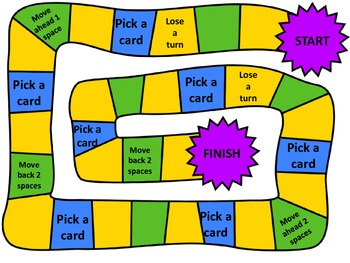 START
Lose
a turn
Pick a
card
Move
ahead 1
space
Pick a
card
Move
back 2
spaces
Pick a
card
Pick a
card
Move
ahead 2
spaces
Pick a
card
Lose
a turn
Pick a
card
Pick a
card
Move
back 2
spaces
FINISH